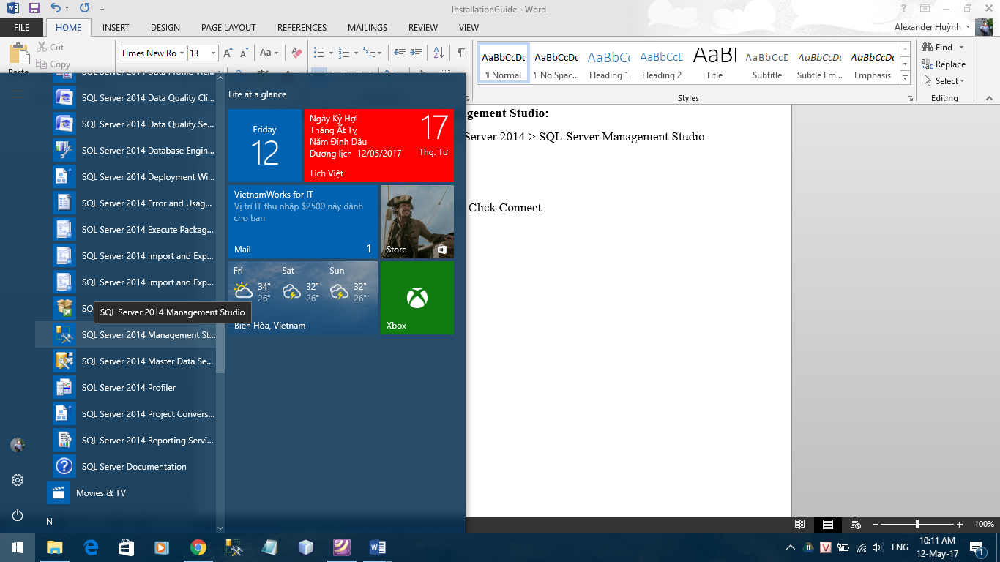 InstallationGuide - Word
FILE HOME INSERT DESIGN PAGE LAYOUT REFERENCES MAILINGS REVIEW VIEW
Alexander Huỳnh
Cut
Copy
Paste
Times New Ro 13
Aa
AaBbCcDc AaBbCcDc AaBbCc AaBbCcD AaBl AaBbCcD AaBbCcDc AaBbCcDc
¶ Normal ¶ No Spac... Heading 1 Heading 2 Title Subtitle Subtle Em... Emphasis
Styles
Find
Replace
Select
Editing
agement Studio:
Server 2014 > SQL Server Management Studio
Click Connect
SQL Server 2014 Data Profile Vie...
SQL Server 2014 Data Quality Cli...
SQL Server 2014 Data Quality Se...
SQL Server 2014 Database Engin...
SQL Server 2014 Deployment Wi...
SQL Server 2014 Error and Usag...
SQL Server 2014 Execute Packag...
SQL Server 2014 Import and Exp...
SQL Server 2014 Import and Exp...
SQ
SQL Server 2014 Management Studio
SQL Server 2014 Management St...
SQL Server 2014 Master Data Se...
SQL Server 2014 Profiler
SQL Server 2014 Project Convers...
SQL Server 2014 Reporting Servi...
SQL Server Documentation
Movies & TV
N
Life at a glance
Friday
12
Ngày Kỷ Hợi
Tháng Ất Tỵ
Năm Đinh Dậu
Dương lịch 12/05/2017
Lịch Việt
17
Thg. Tư
VietnamWorks for IT
Vị trí IT thu nhập $2500 này dành
cho bạn
Mail 1
Store
Fri Sat Sun
34° 32° 32°
26° 26° 26°
Biên Hòa, Vietnam
Xbox
100%
ENG
10:11 AM
12-May-17
1